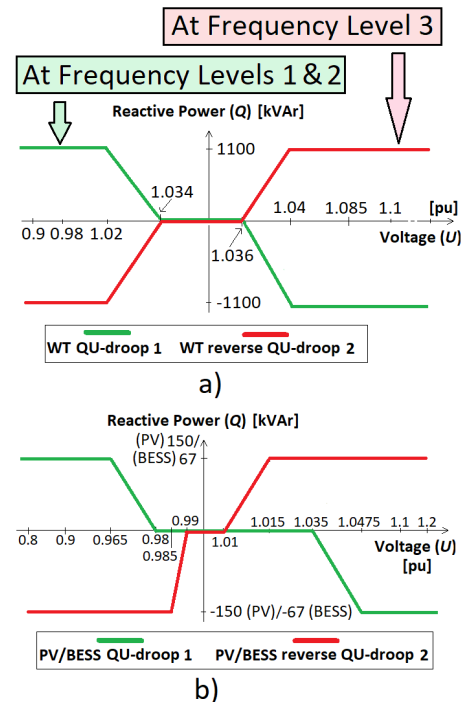 At Frequency Level 3
At Frequency Levels 1 & 2
Reactive Power (Q) [kVAr]
1100
1.034
0.9 0.98 1.02 1.04 1.085 1.1 [pu]
Voltage (U)
1.036
-1100
WT QU-droop 1 WT reverse QU-droop 2
a)
Reactive Power (Q) [kVAr]
(PV) 150/
(BESS) 67
0.99 1.015 1.035 1.0475 1.1 1.2
0.8 0.9 0.965 0.98 1.01 Voltage (U)
0.985 [pu]
-150 (PV)/-67 (BESS)
PV/BESS QU-droop 1 PV/BESS reverse QU-droop 2
b)